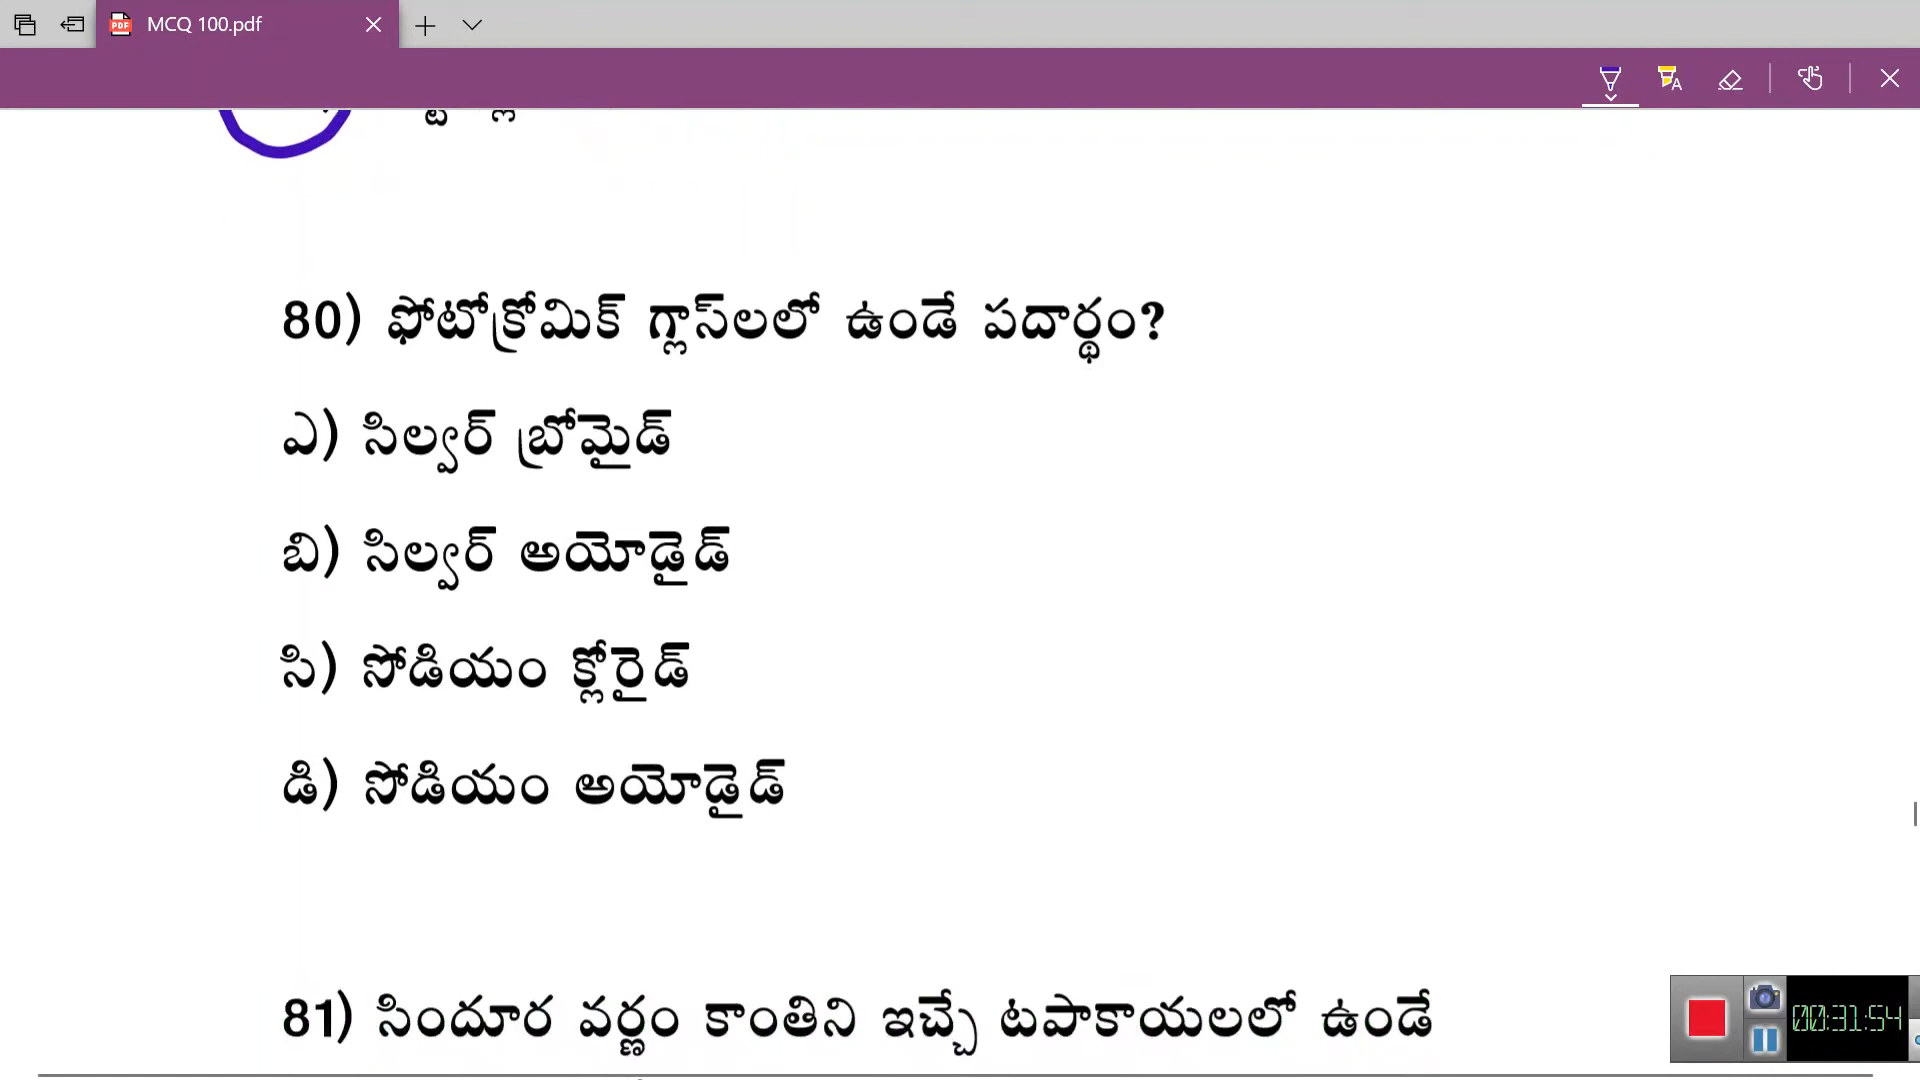 MCQ 100.pdf
80) ఫోటోక్రోమిక్ గ్లాస్‌లలో ఉండే పదార్థం?
ఎ) సిల్వర్ బ్రోమైడ్
బి) సిల్వర్ అయోడైడ్
సి) సోడియం క్లోరైడ్
డి) సోడియం అయోడైడ్
81) సిందూర వర్ణం కాంతిని ఇచ్చే టపాకాయలలో ఉండే
00:31:54